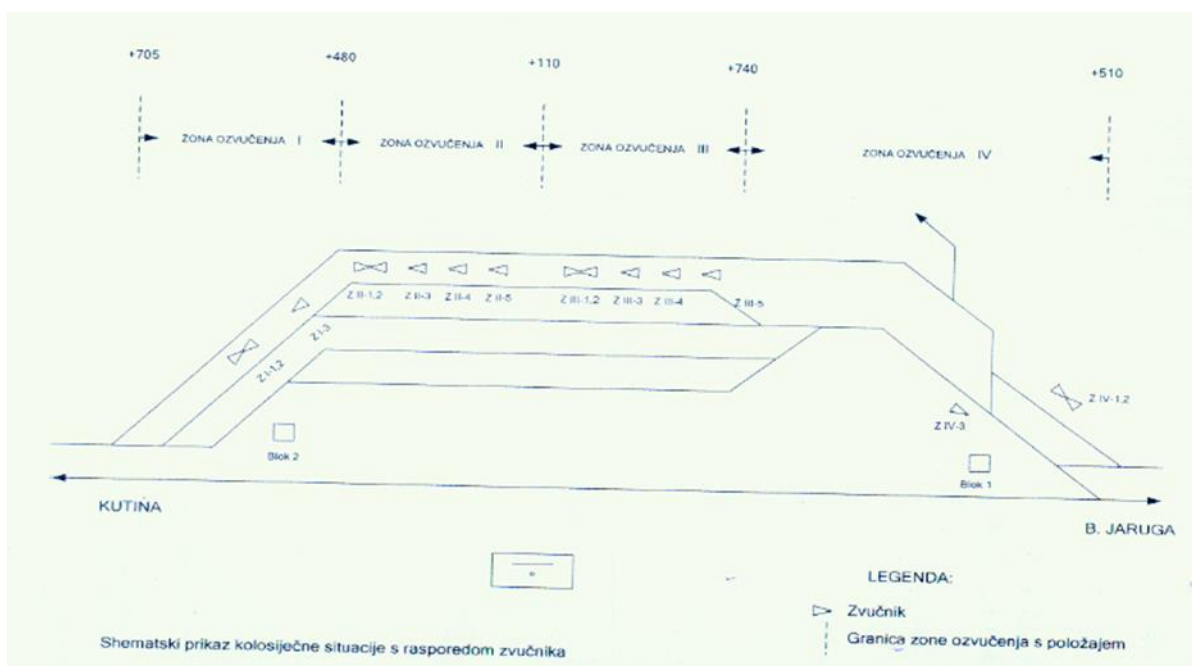 +705
+480
+110
+740
+510
ZONA OZVUČENJA I
ZONA OZVUČENJA II
ZONA OZVUČENJA III
ZONA OZVUČENJA IV
Z II-1,2
Z II-3
Z II-4
Z II-5
Z III-1,2
Z III-3
Z III-4
Z III-5
Z I-3
Z I-1,2
Z IV-1,2
Z IV-3
Blok 2
Blok 1
KUTINA
B. JARUGA
LEGENDA:
Zvučnik
Granica zone ozvučenja s položajem
Shematski prikaz kolosiječne situacije s rasporedom zvučnika